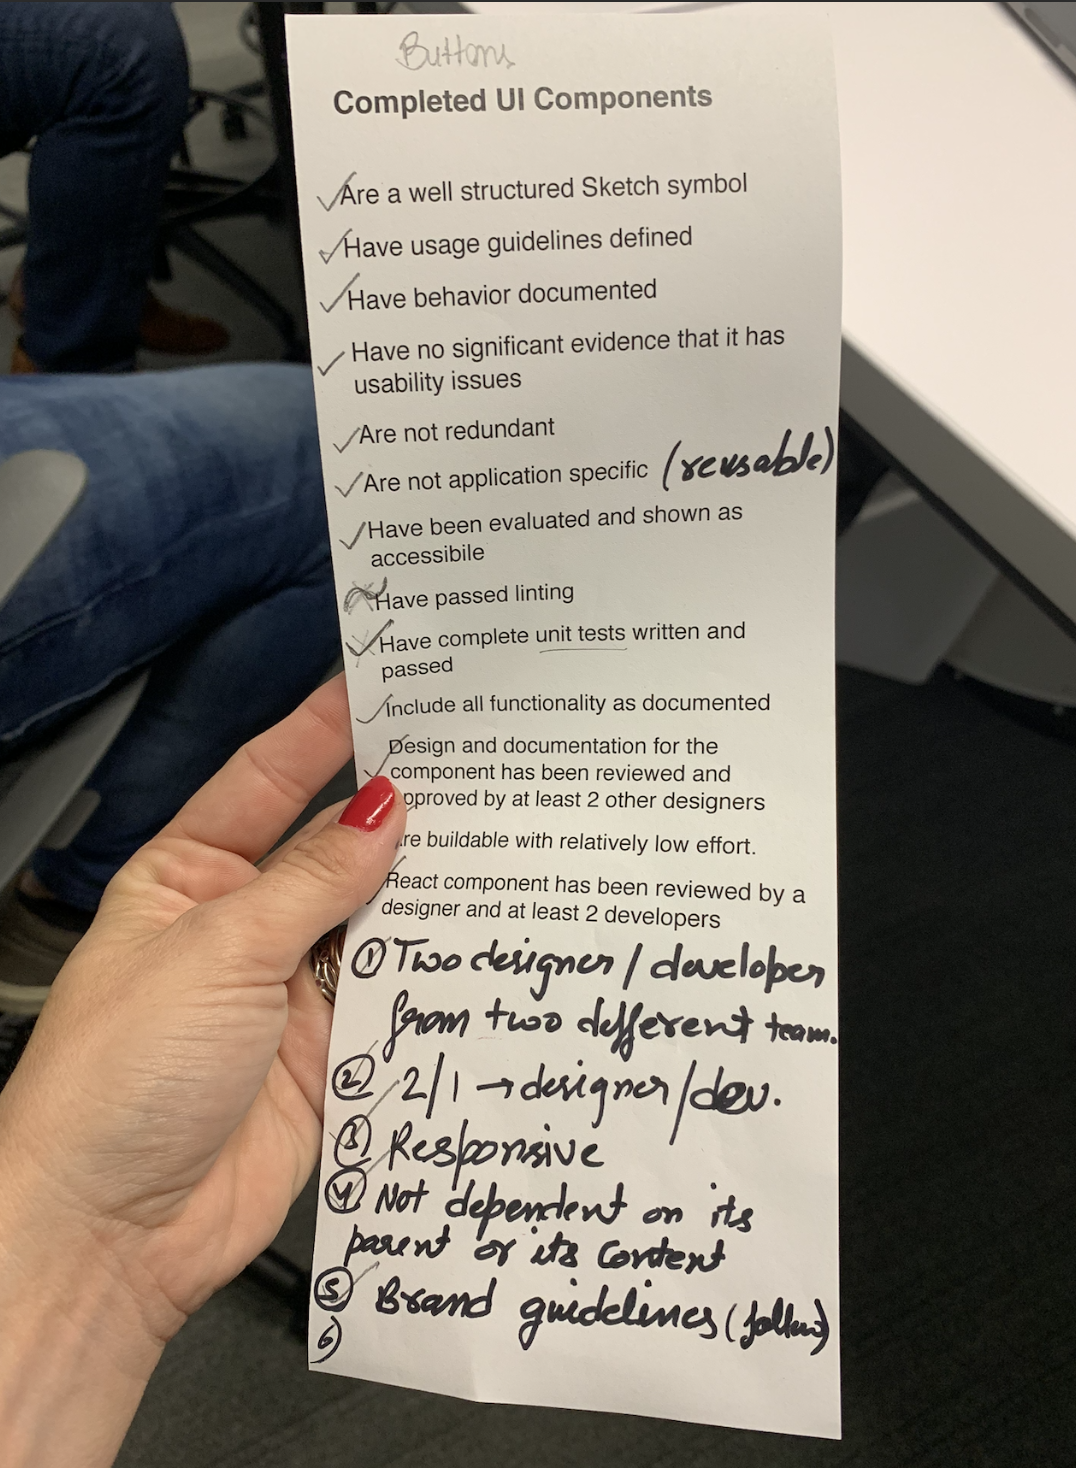 Buttons
Completed UI Components
Are a well structured Sketch symbol
Have usage guidelines defined
Have behavior documented
Have no significant evidence that it has
usability issues
Are not redundant
Are not application specific (reusable)
Have been evaluated and shown as
accessibile
Have passed linting
Have complete unit tests written and
passed
Include all functionality as documented
Design and documentation for the
component has been reviewed and
pproved by at least 2 other designers
re buildable with relatively low effort.
React component has been reviewed by a
designer and at least 2 developers
1 Two designer / developer
from two different team.
2 2/1 → designer/dev.
3 Responsive
4 Not dependent on its
parent or its content
5 Brand guidelines (follow)
6)